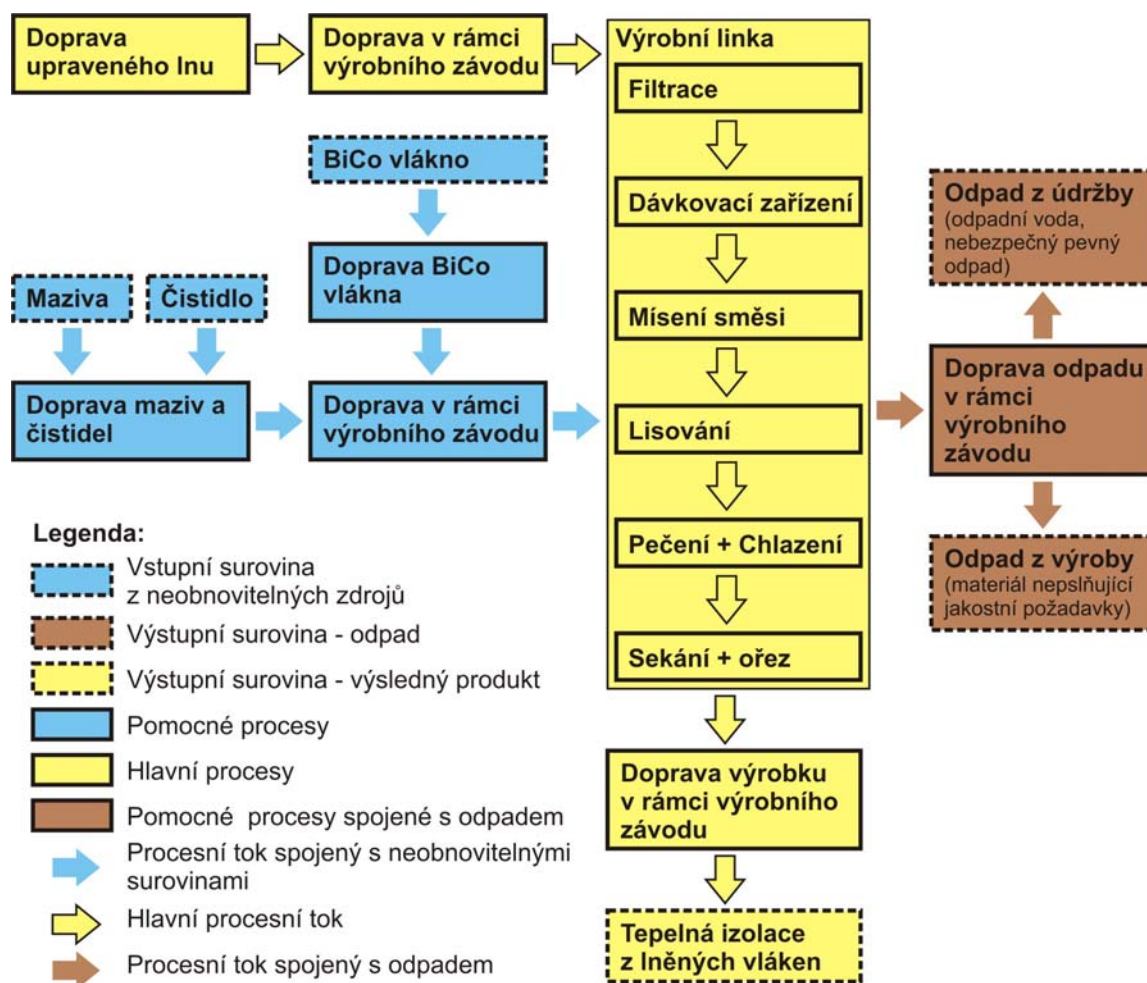 Doprava
upraveného lnu
Doprava v rámci
výrobního závodu
Výrobní linka
Filtrace
BiCo vlákno
Dávkovací zařízení
Odpad z údržby
(odpadní voda,
nebezpečný pevný
odpad)
Doprava BiCo
vlákna
Maziva
Čistidlo
Mísení směsi
Doprava maziv a
čistidel
Doprava v rámci
výrobního závodu
Lisování
Doprava odpadu
v rámci
výrobního
závodu
Pečení + Chlazení
Odpad z výroby
(materiál nepslňující
jakostní požadavky)
Sekání + ořez
Doprava výrobku
v rámci výrobního
závodu
Tepelná izolace
z lněných vláken
Legenda:
Vstupní surovina
z neobnovitelných zdrojů
Výstupní surovina - odpad
Výstupní surovina - výsledný produkt
Pomocné procesy
Hlavní procesy
Pomocné procesy spojené s odpadem
Procesní tok spojený s neobnovitelnými
surovinami
Hlavní procesní tok
Procesní tok spojený s odpadem